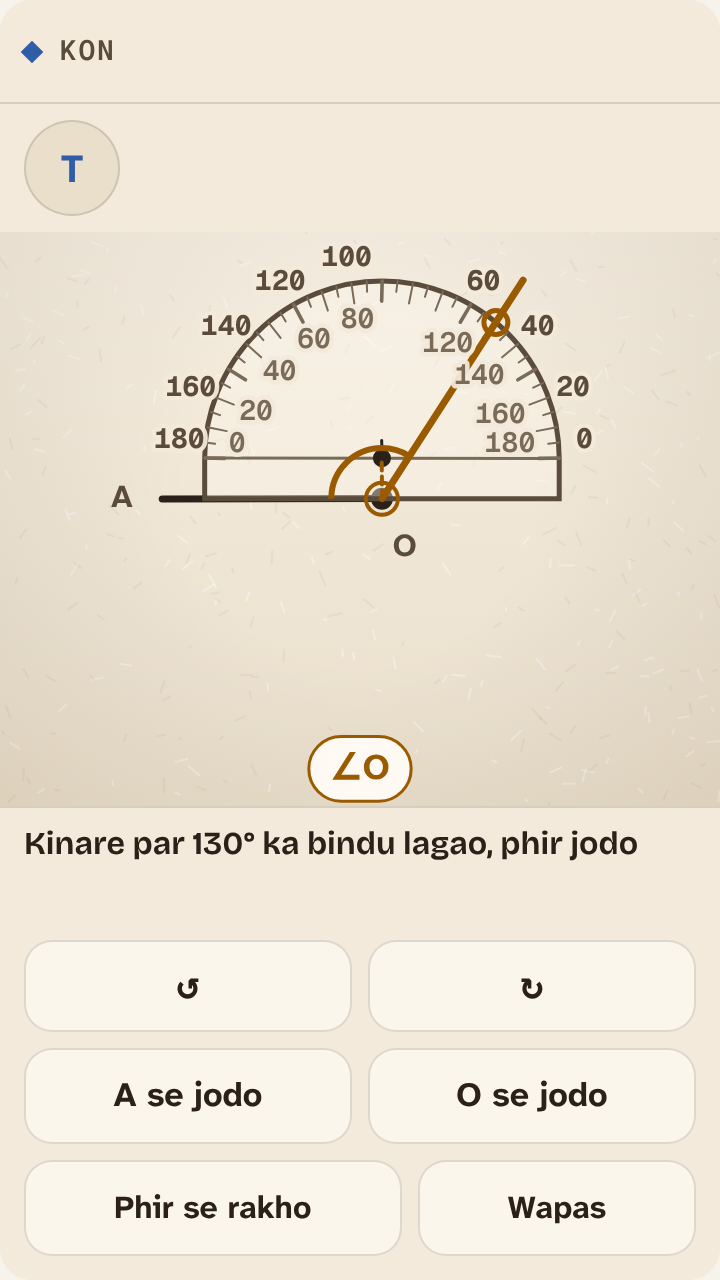 KON
T
100
120 60
140 40
80
60 120
40 140
160 20
20 160
180 0 180 0
A
O
∠O
Kinare par 130° ka bindu lagao, phir jodo
↺ ↻
A se jodo O se jodo
Phir se rakho Wapas